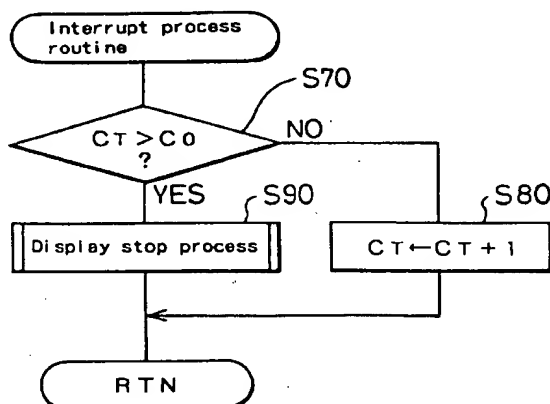 Interrupt process
routine
S70
CT>C0
?
NO
YES
S90
S80
Display stop process
CT←CT+1
RTN